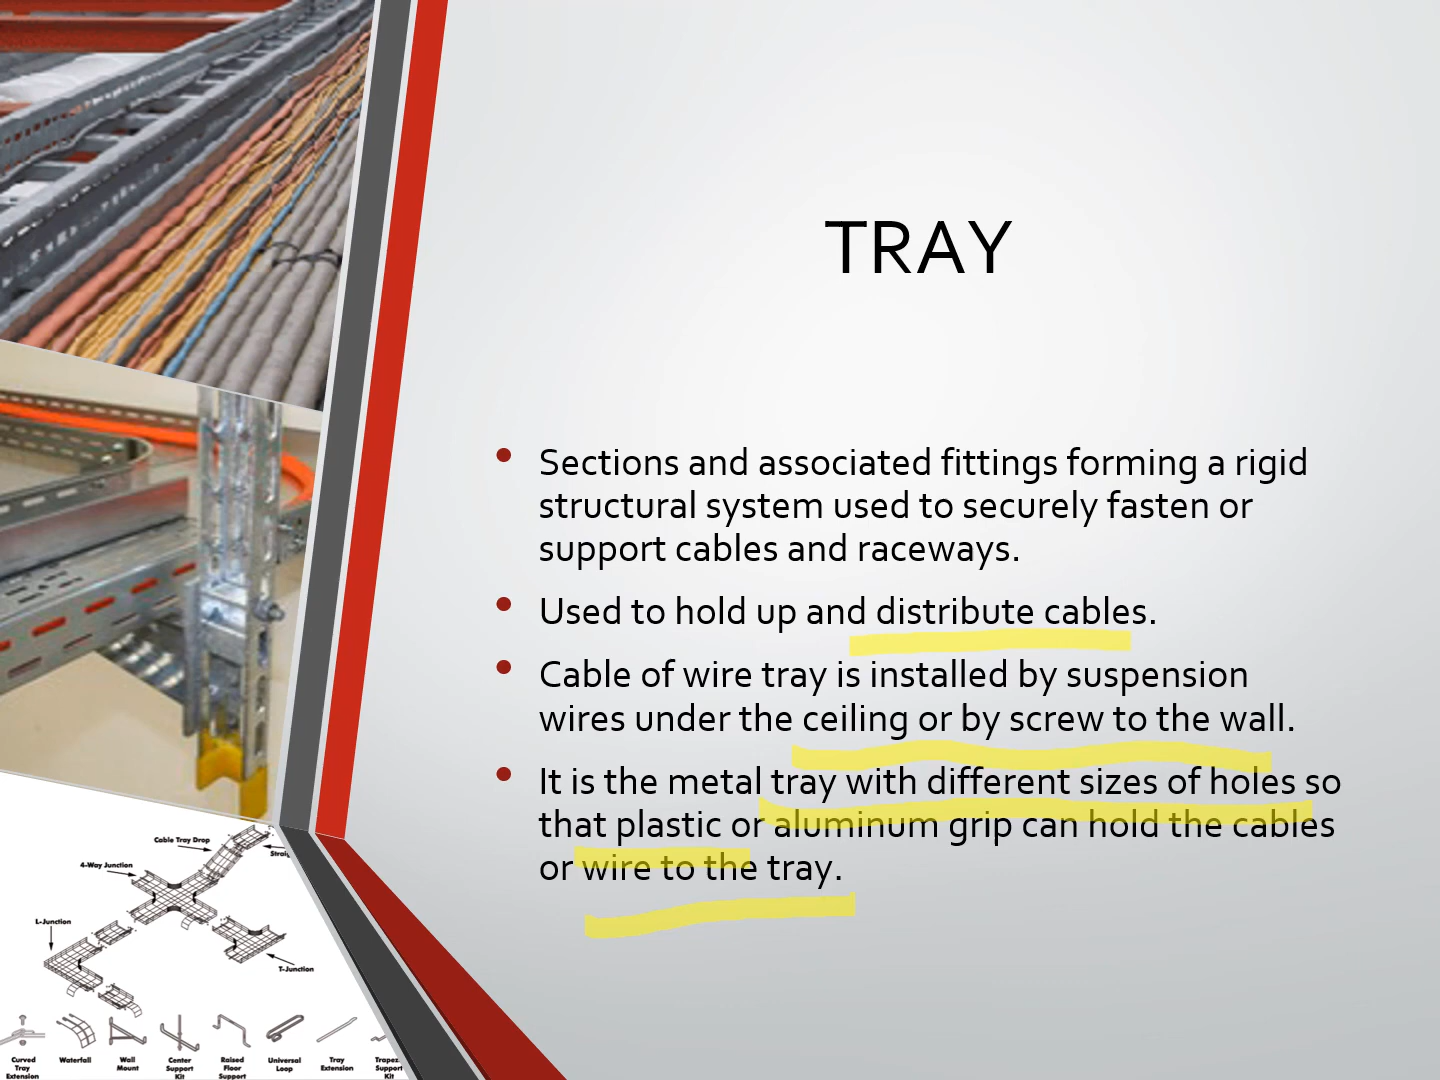 TRAY
• Sections and associated fittings forming a rigid
structural system used to securely fasten or
support cables and raceways.
• Used to hold up and distribute cables.
• Cable of wire tray is installed by suspension
wires under the ceiling or by screw to the wall.
• It is the metal tray with different sizes of holes so
that plastic or aluminum grip can hold the cables
or wire to the tray.
Cable Tray Drop
4-Way Junction
L-Junction
T-Junction
Curved
Tray
Extension
Waterfall
Wall
Mount
Center
Support
Kit
Raised
Floor
Support
Universal
Loop
Tray
Extension
Support
Kit